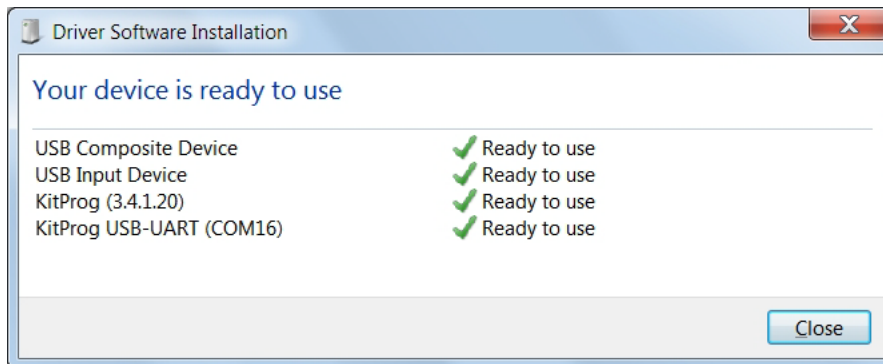 Driver Software Installation
Your device is ready to use
USB Composite Device Ready to use
USB Input Device Ready to use
KitProg (3.4.1.20) Ready to use
KitProg USB-UART (COM16) Ready to use
Close